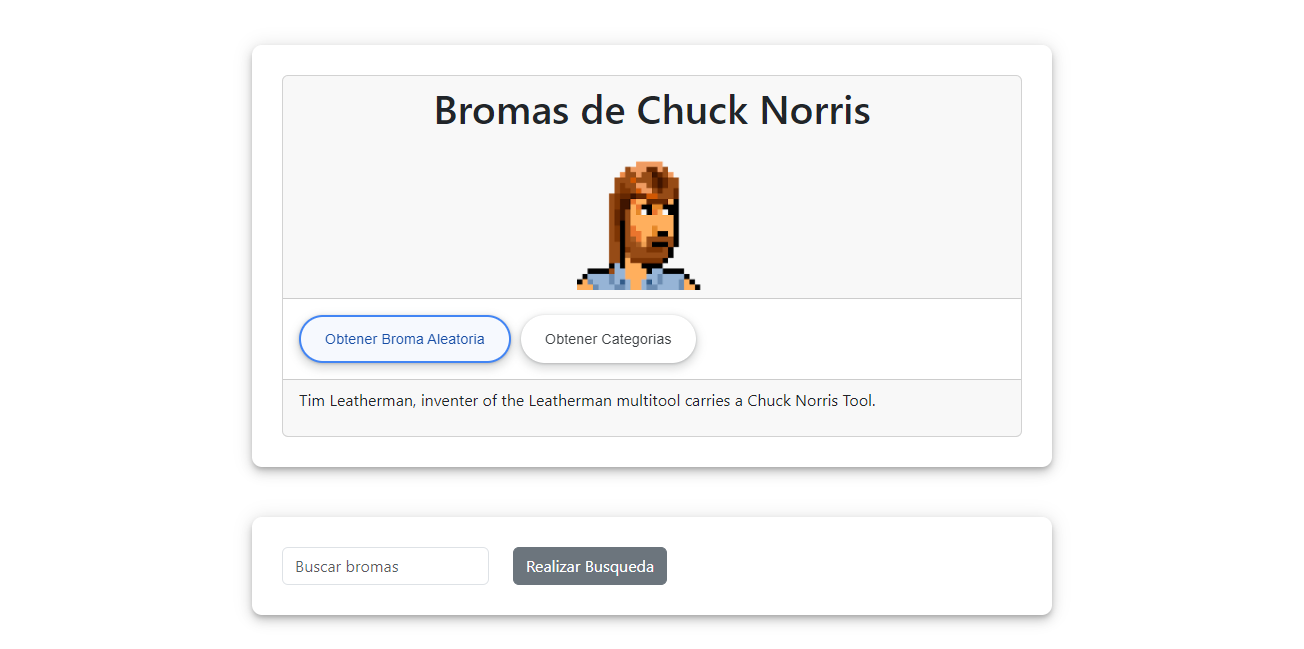 Bromas de Chuck Norris
Obtener Broma Aleatoria
Obtener Categorias
Tim Leatherman, inventer of the Leatherman multitool carries a Chuck Norris Tool.
Buscar bromas
Realizar Busqueda